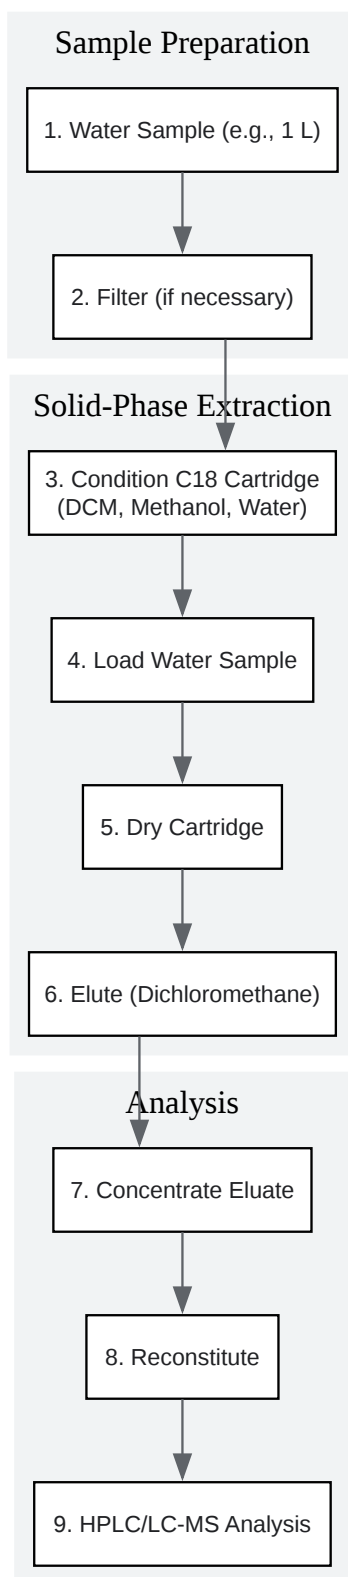 Sample Preparation
1. Water Sample (e.g., 1 L)
2. Filter (if necessary)
Solid-Phase Extraction
3. Condition C18 Cartridge
(DCM, Methanol, Water)
4. Load Water Sample
5. Dry Cartridge
6. Elute (Dichloromethane)
Analysis
7. Concentrate Eluate
8. Reconstitute
9. HPLC/LC-MS Analysis